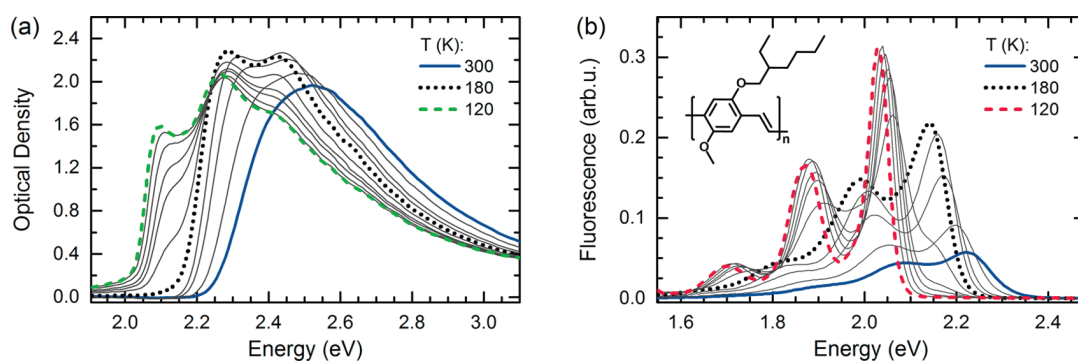 (a)
Optical Density
2.4
2.0
1.6
1.2
0.8
0.4
0.0
T (K):
300
180
120
2.0 2.2 2.4 2.6 2.8 3.0
Energy (eV)
(b)
Fluorescence (arb.u.)
0.3
0.2
0.1
0.0
O
O
n
T (K):
300
180
120
1.6 1.8 2.0 2.2 2.4
Energy (eV)